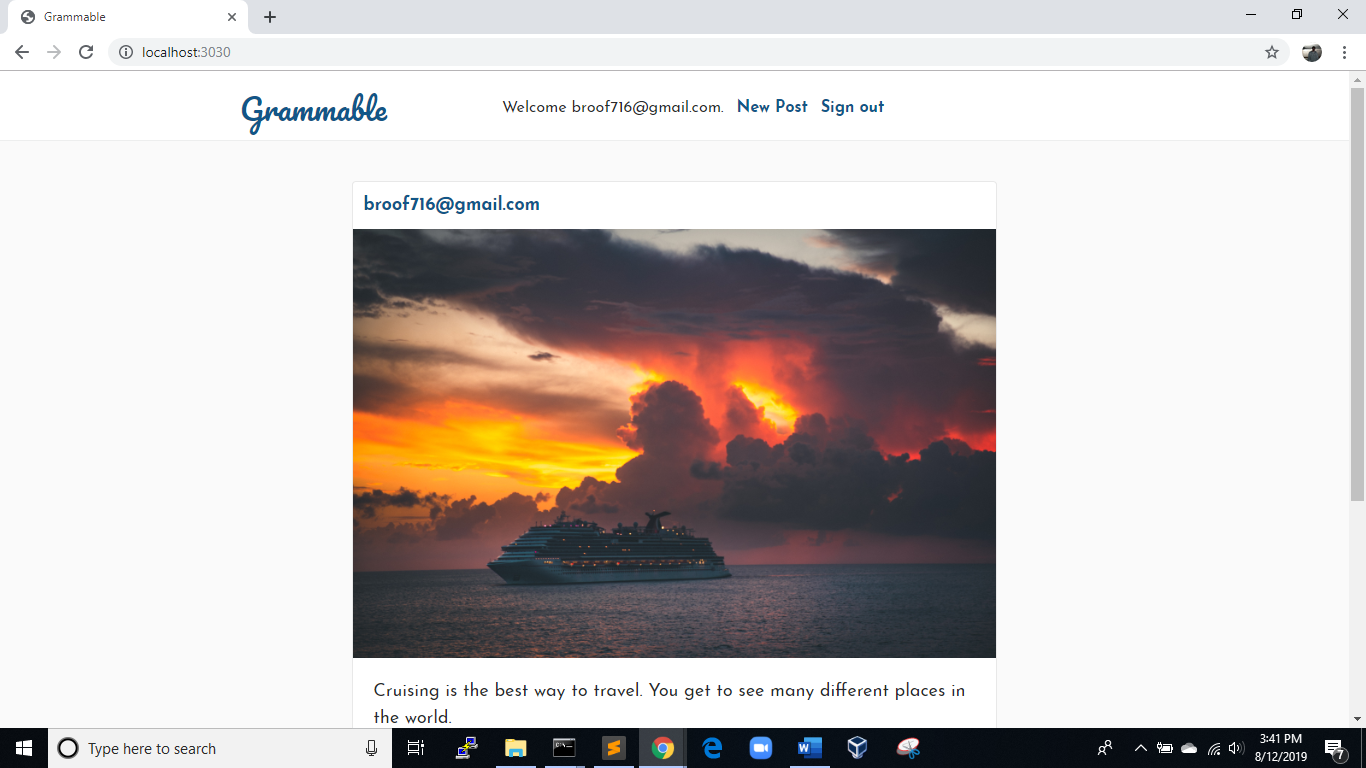 Grammable
localhost:3030
Grammable
Welcome broof716@gmail.com. New Post Sign out
broof716@gmail.com
Cruising is the best way to travel. You get to see many different places in
the world.
Type here to search
3:41 PM
8/12/2019
7